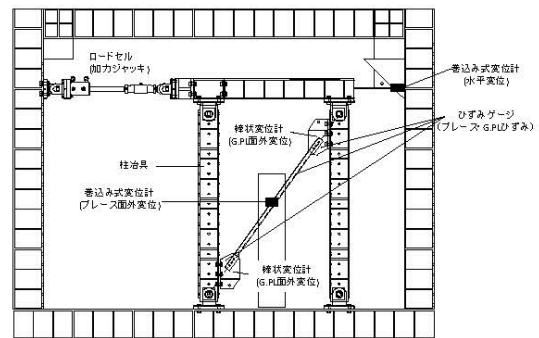 ロードセル
(加力ジャッキ)
巻込み式変位計
(水平変位)
棒状変位計
(G.PL面外変位)
ひずみゲージ
(ブレース・G.PLひずみ)
柱冶具
巻込み式変位計
(ブレース面外変位)
棒状変位計
(G.PL面外変位)